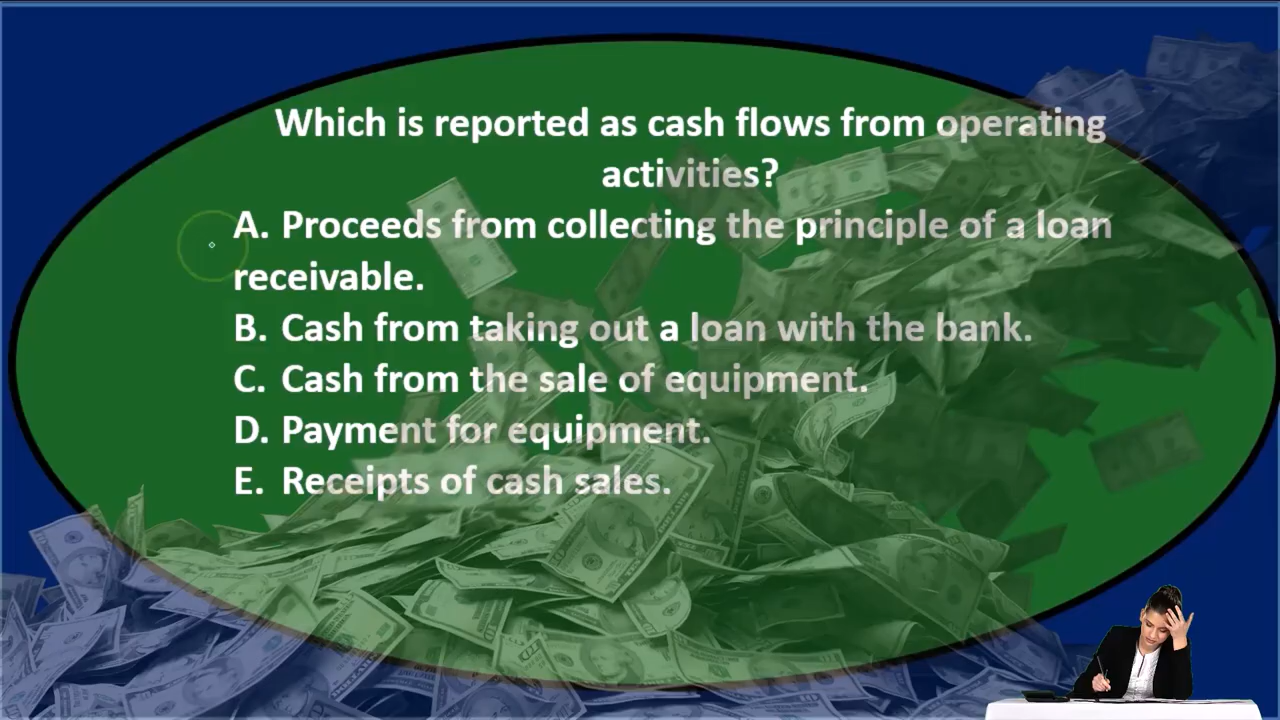 Which is reported as cash flows from operating
activities?
A. Proceeds from collecting the principle of a loan
receivable.
B. Cash from taking out a loan with the bank.
C. Cash from the sale of equipment.
D. Payment for equipment.
E. Receipts of cash sales.